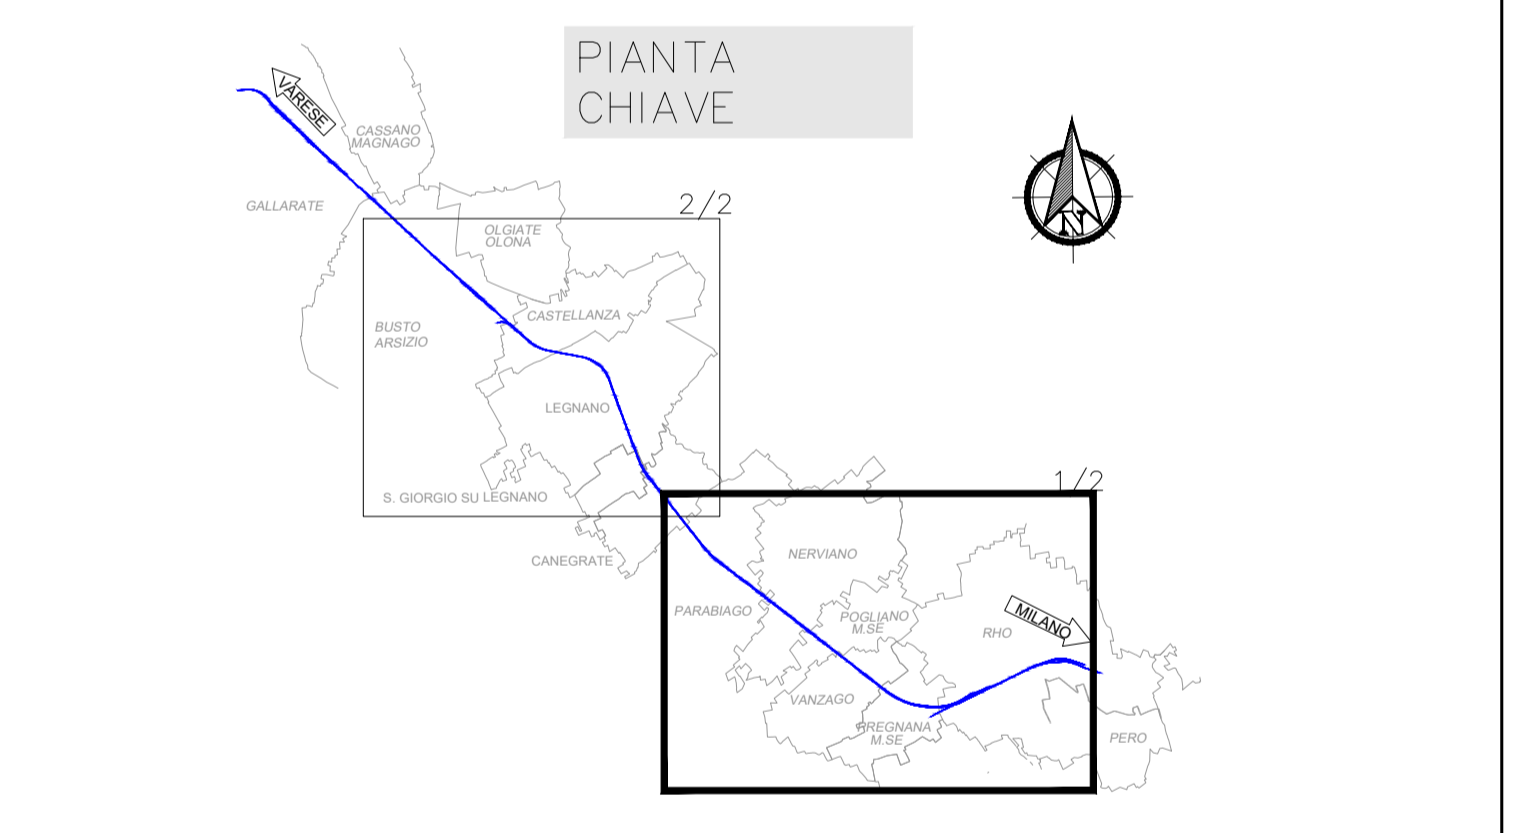 PIANTA
CHIAVE
VARESE
CASSANO
MAGNAGO
GALLARATE
2/2
OLGIATE
OLONA
N
CASTELLANZA
BUSTO
ARSIZIO
LEGNANO
S. GIORGIO SU LEGNANO
1/2
CANEGRATE
NERVIANO
PARABIAGO
POGLIANO
M.SE
MILANO
RHO
VANZAGO
PREGNANA
M.SE
PERO